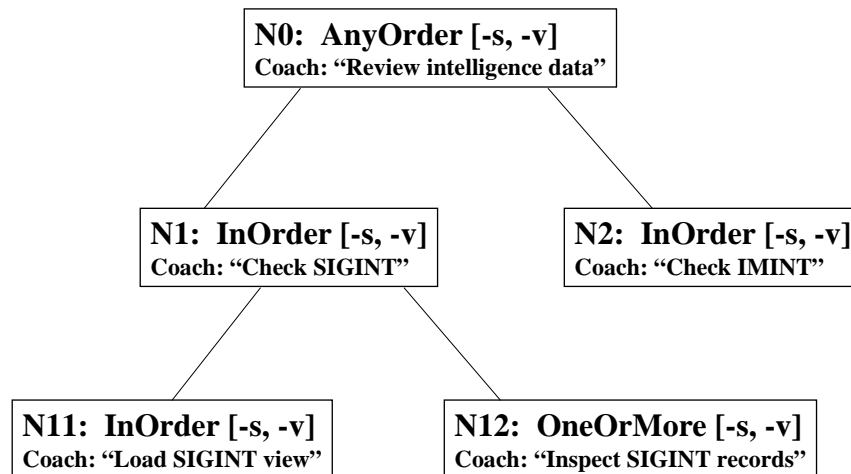 N0: AnyOrder [-s, -v]
Coach: “Review intelligence data”
N1: InOrder [-s, -v]
Coach: “Check SIGINT”
N2: InOrder [-s, -v]
Coach: “Check IMINT”
N11: InOrder [-s, -v]
Coach: “Load SIGINT view”
N12: OneOrMore [-s, -v]
Coach: “Inspect SIGINT records”